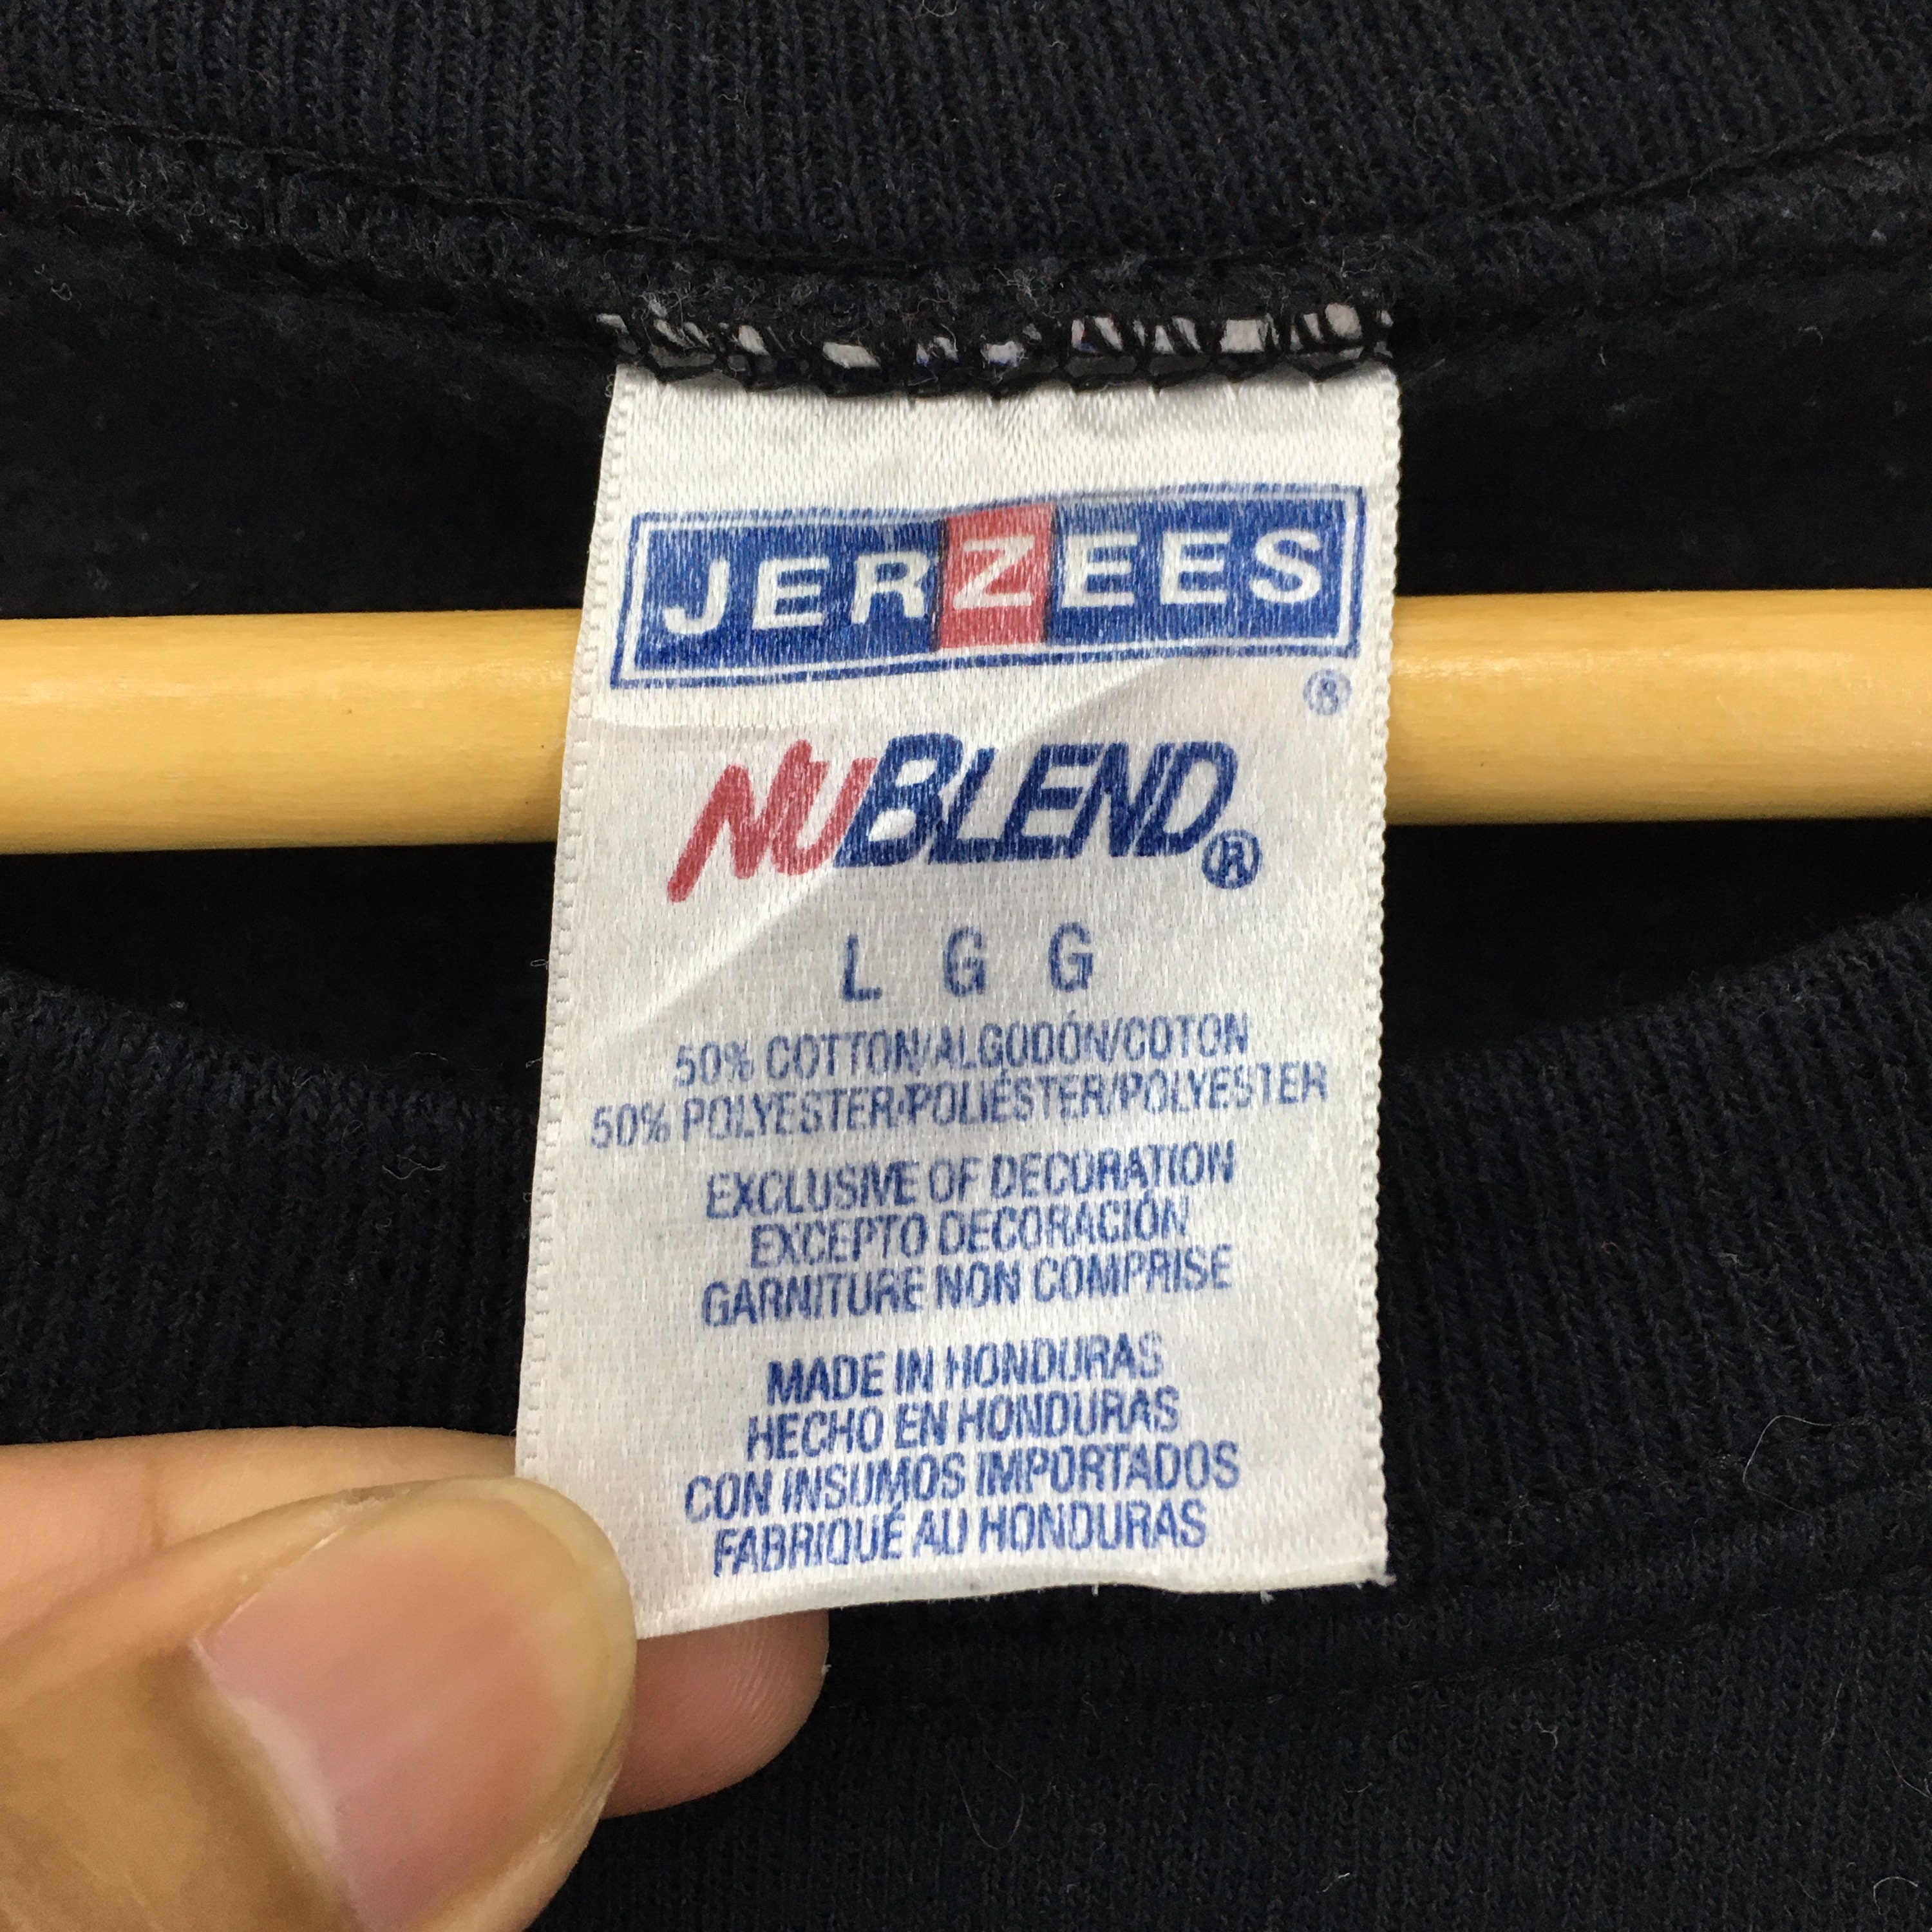 JERZEES
®
NUBLEND®
L G G
50% COTTON/ALGODÓN/COTON
50% POLYESTER/POLIÉSTER/POLYESTER
EXCLUSIVE OF DECORATION
EXCEPTO DECORACIÓN
GARNITURE NON COMPRISE
MADE IN HONDURAS
HECHO EN HONDURAS
CON INSUMOS IMPORTADOS
FABRIQUÉ AU HONDURAS